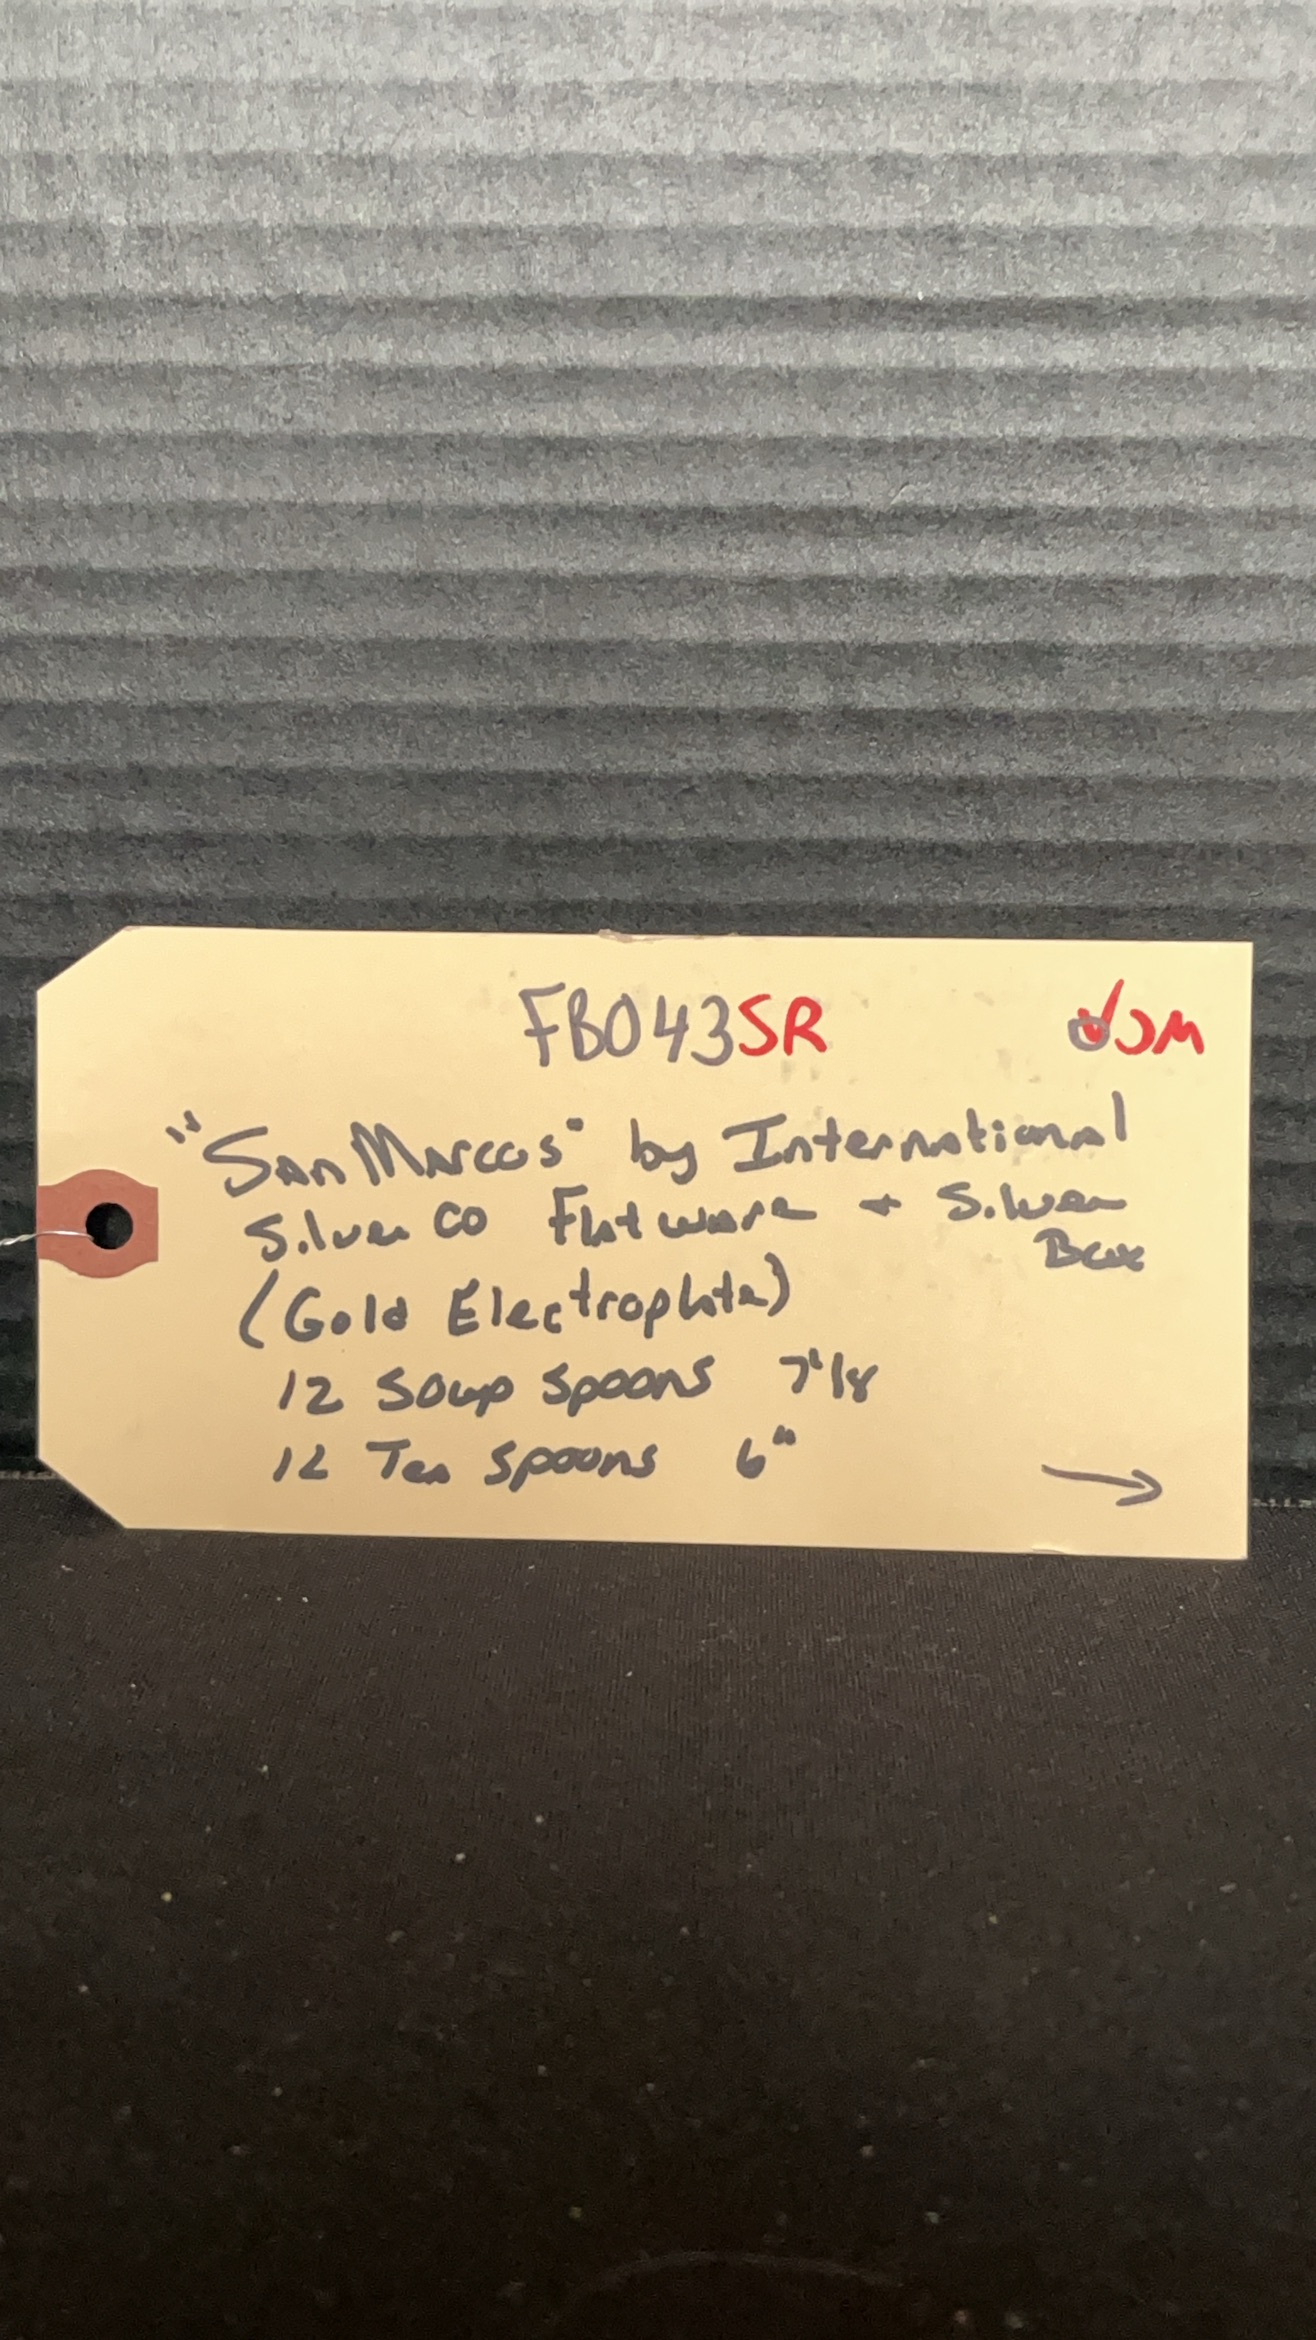 FB043SR
"San Marcos" by International
Silver Co Flatware + Silver
Box
(Gold Electroplate)
12 Soup Spoons 7 1/8
12 Tea Spoons 6"